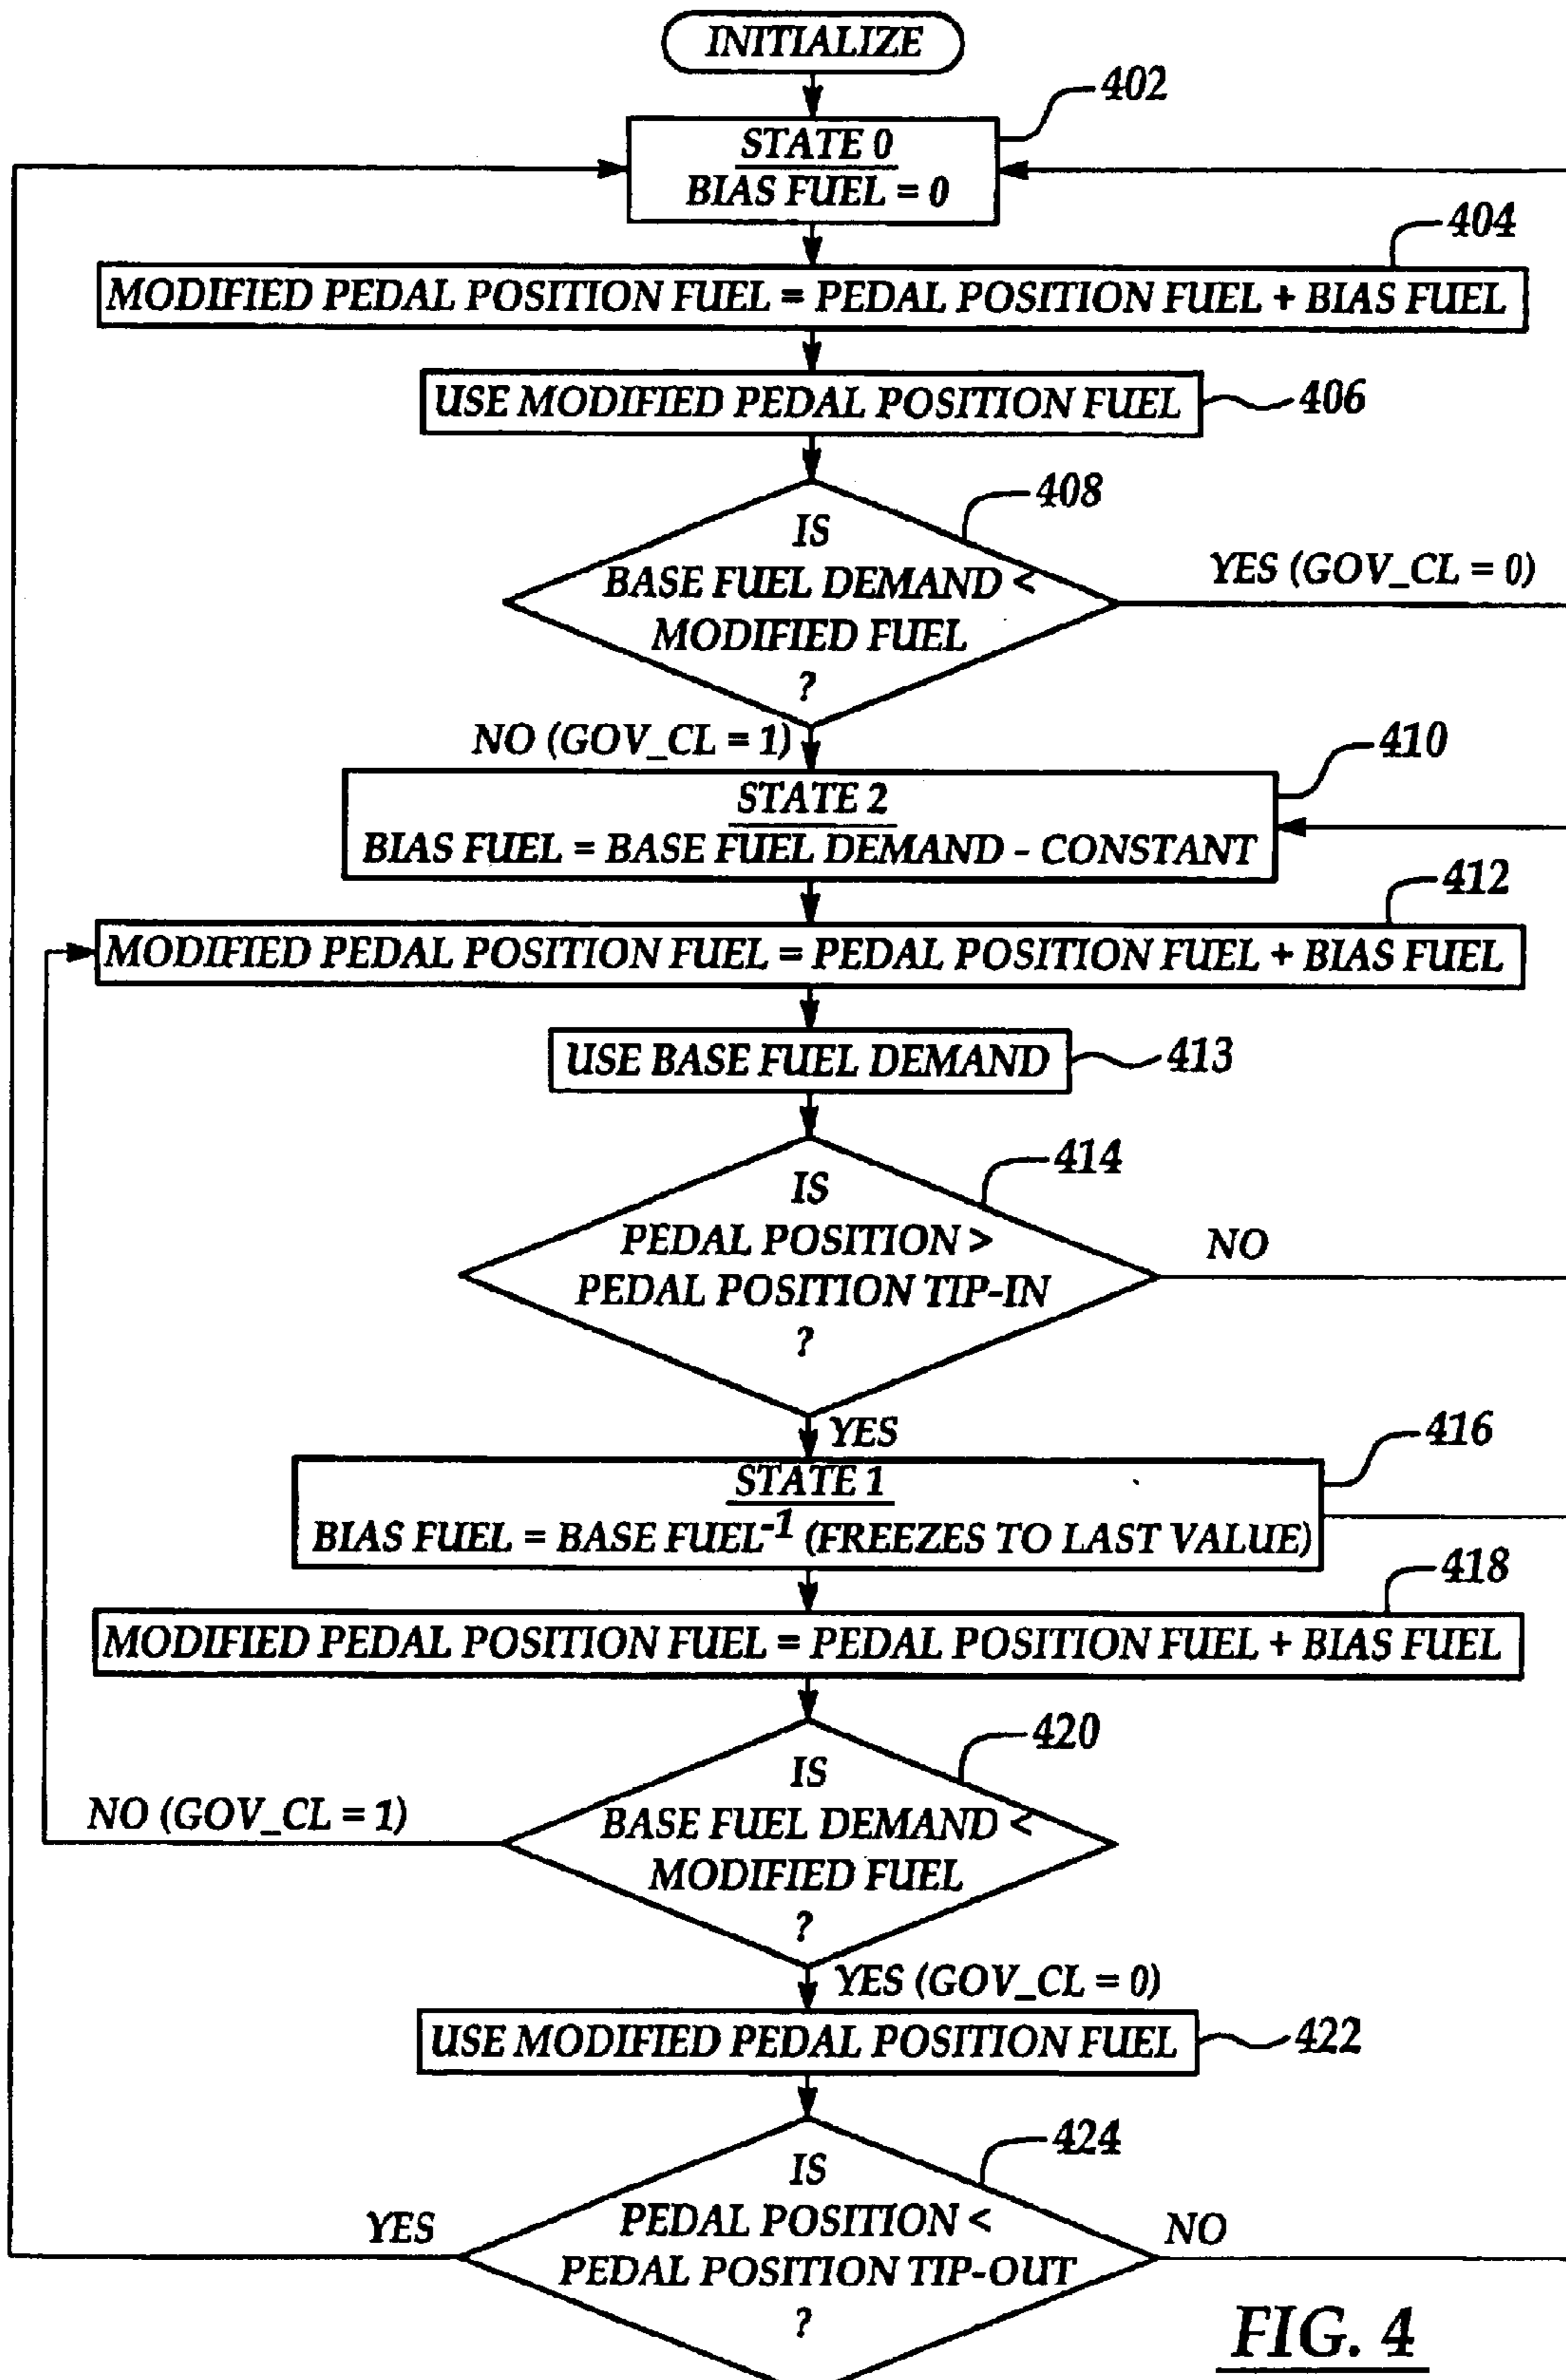 INITIALIZE
402
STATE 0
BIAS FUEL = 0
404
MODIFIED PEDAL POSITION FUEL = PEDAL POSITION FUEL + BIAS FUEL
USE MODIFIED PEDAL POSITION FUEL
406
408
IS
BASE FUEL DEMAND <
MODIFIED FUEL
?
YES (GOV_CL = 0)
NO (GOV_CL = 1)
410
STATE 2
BIAS FUEL = BASE FUEL DEMAND - CONSTANT
412
MODIFIED PEDAL POSITION FUEL = PEDAL POSITION FUEL + BIAS FUEL
USE BASE FUEL DEMAND
413
414
IS
PEDAL POSITION >
PEDAL POSITION TIP-IN
?
NO
YES
416
STATE 1
BIAS FUEL = BASE FUEL⁻¹ (FREEZES TO LAST VALUE)
418
MODIFIED PEDAL POSITION FUEL = PEDAL POSITION FUEL + BIAS FUEL
420
IS
BASE FUEL DEMAND <
MODIFIED FUEL
?
NO (GOV_CL = 1)
YES (GOV_CL = 0)
USE MODIFIED PEDAL POSITION FUEL
422
424
IS
PEDAL POSITION <
PEDAL POSITION TIP-OUT
?
YES
NO
FIG. 4